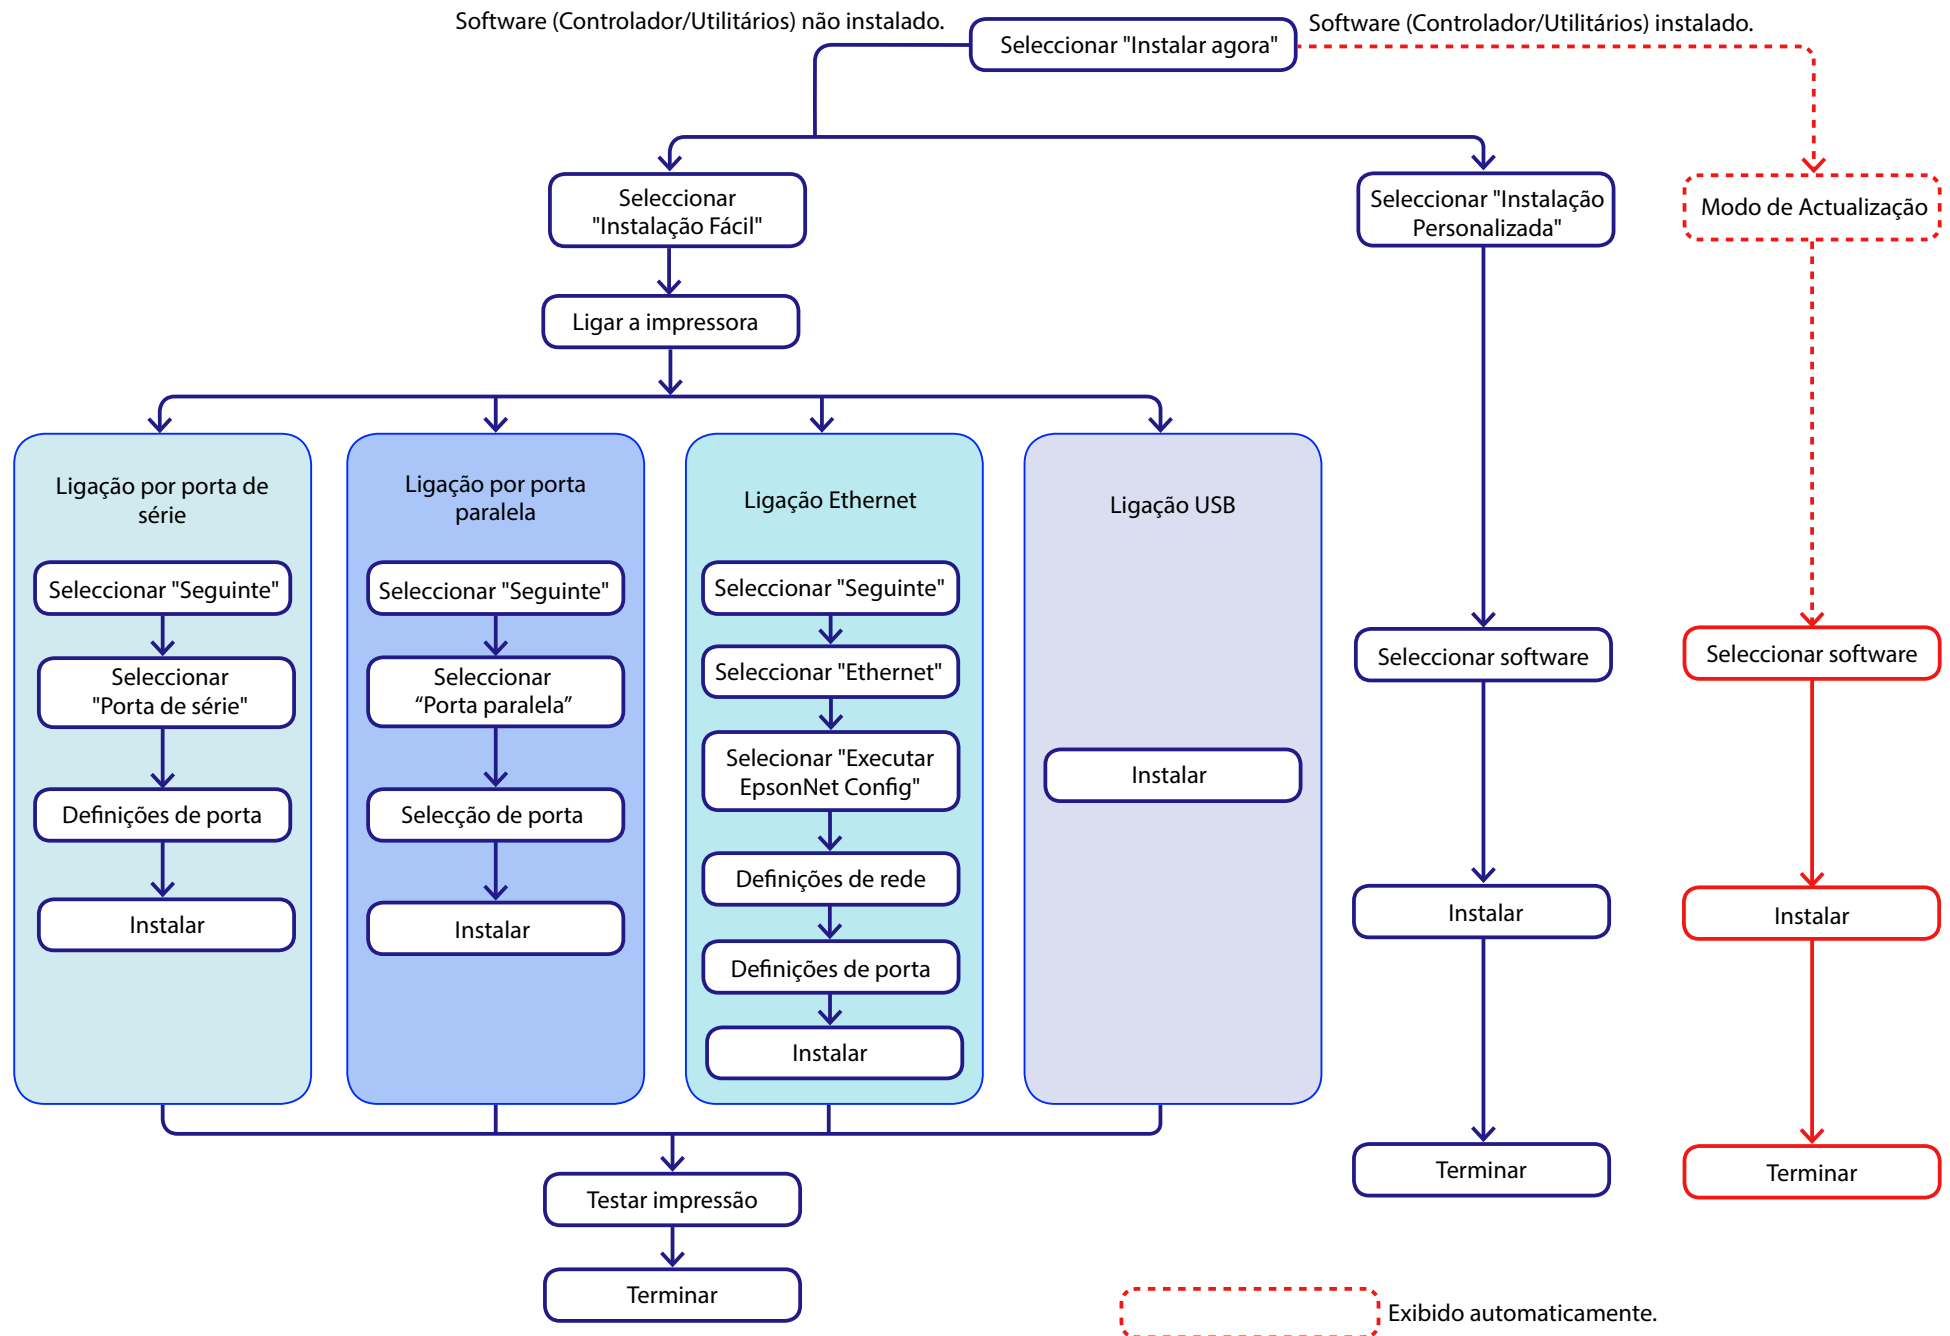 Software (Controlador/Utilitários) não instalado.
Seleccionar "Instalar agora"
Software (Controlador/Utilitários) instalado.
Seleccionar
"Instalação Fácil"
Seleccionar "Instalação
Personalizada"
Modo de Actualização
Ligar a impressora
Ligação por porta de
série
Seleccionar "Seguinte"
Seleccionar
"Porta de série"
Definições de porta
Instalar
Ligação por porta
paralela
Seleccionar "Seguinte"
Seleccionar
“Porta paralela”
Selecção de porta
Instalar
Ligação Ethernet
Seleccionar "Seguinte"
Seleccionar "Ethernet"
Selecionar "Executar
EpsonNet Config"
Definições de rede
Definições de porta
Instalar
Ligação USB
Instalar
Seleccionar software
Instalar
Terminar
Seleccionar software
Instalar
Terminar
Testar impressão
Terminar
Exibido automaticamente.